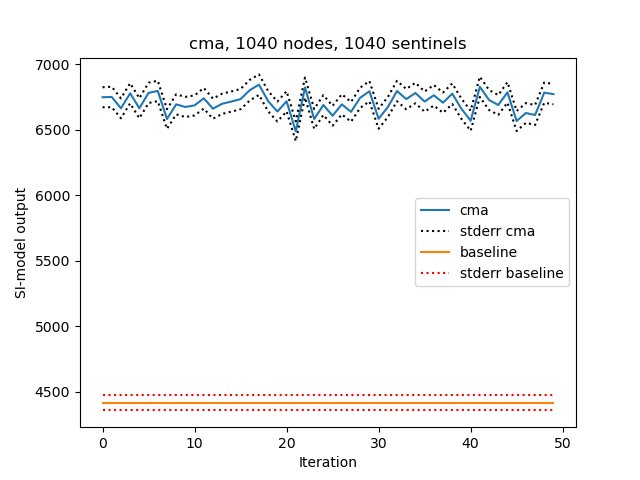 cma, 1040 nodes, 1040 sentinels
7000
6500
6000
5500
5000
4500
SI-model output
cma
stderr cma
baseline
stderr baseline
0
10
20
30
40
50
Iteration